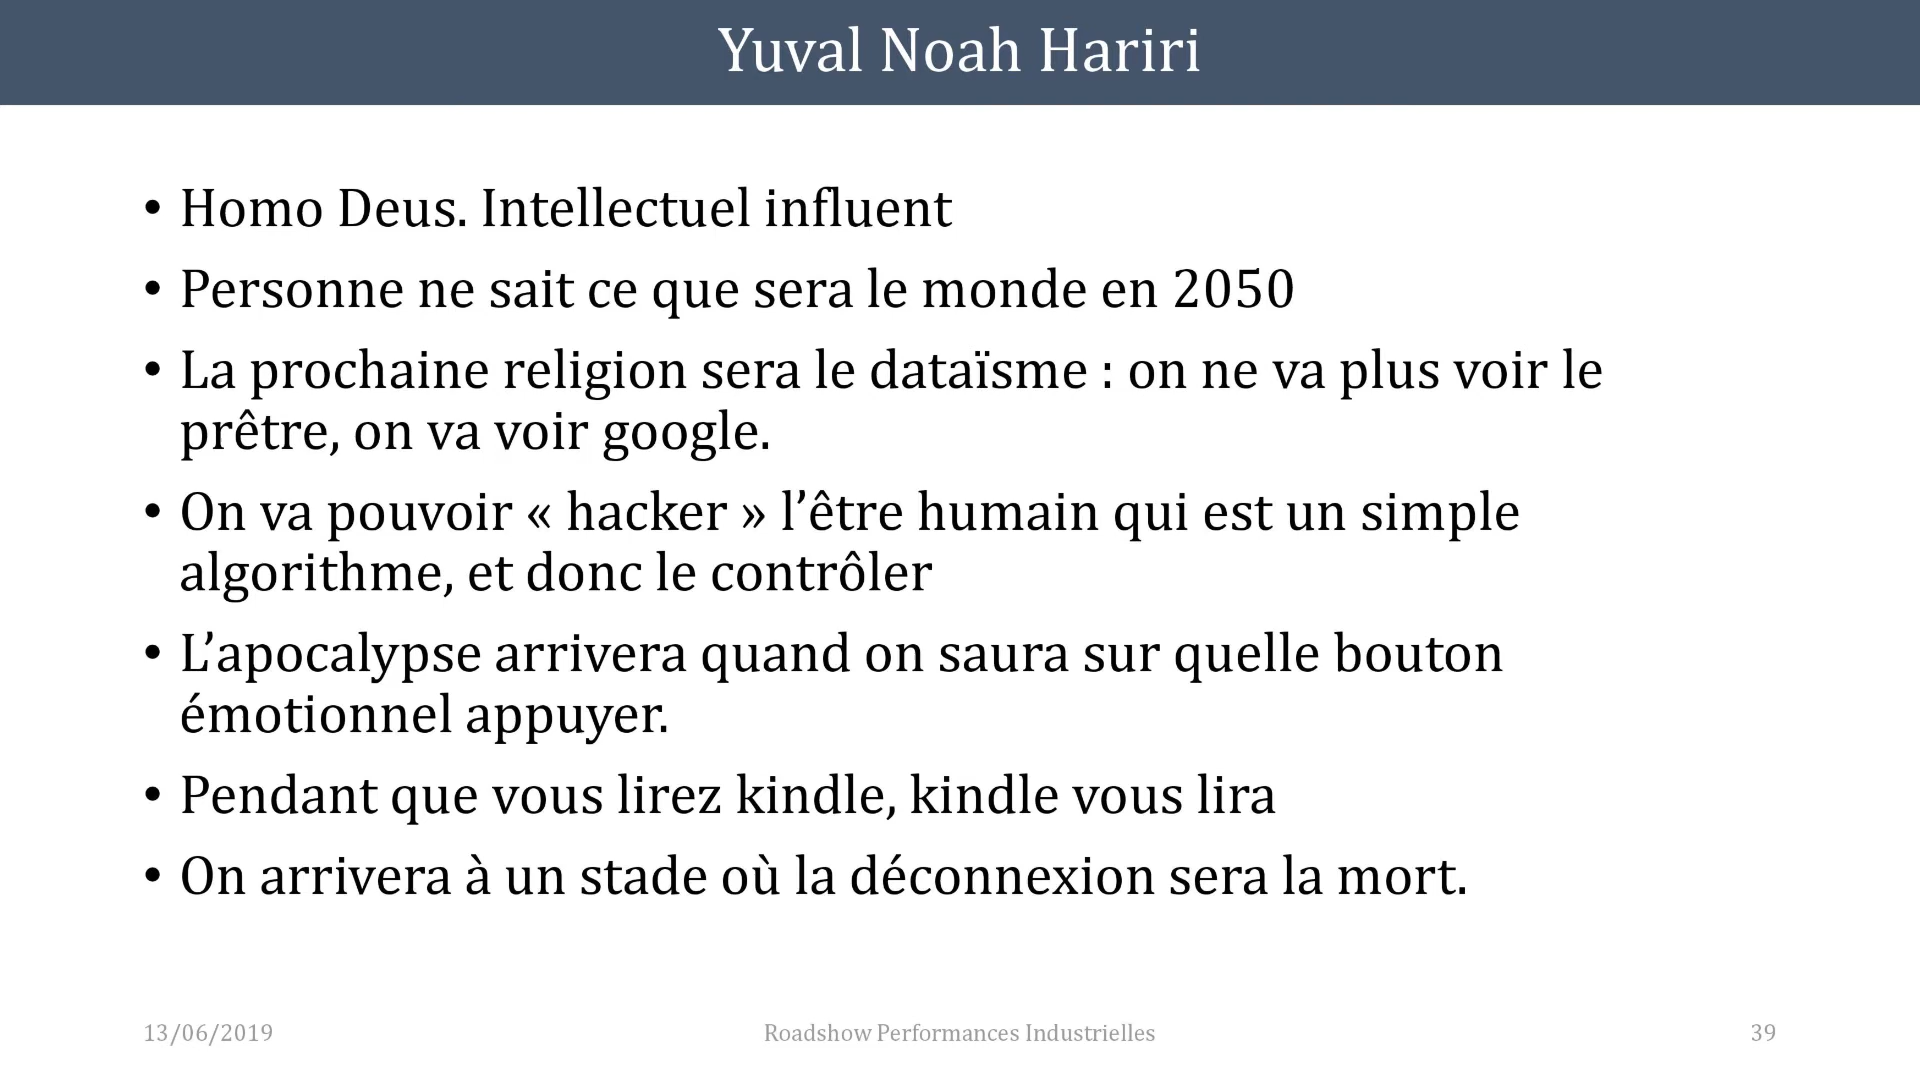 Yuval Noah Hariri
• Homo Deus. Intellectuel influent
• Personne ne sait ce que sera le monde en 2050
• La prochaine religion sera le dataïsme : on ne va plus voir le
prêtre, on va voir google.
• On va pouvoir « hacker » l’être humain qui est un simple
algorithme, et donc le contrôler
• L’apocalypse arrivera quand on saura sur quelle bouton
émotionnel appuyer.
• Pendant que vous lirez kindle, kindle vous lira
• On arrivera à un stade où la déconnexion sera la mort.
13/06/2019 Roadshow Performances Industrielles 39